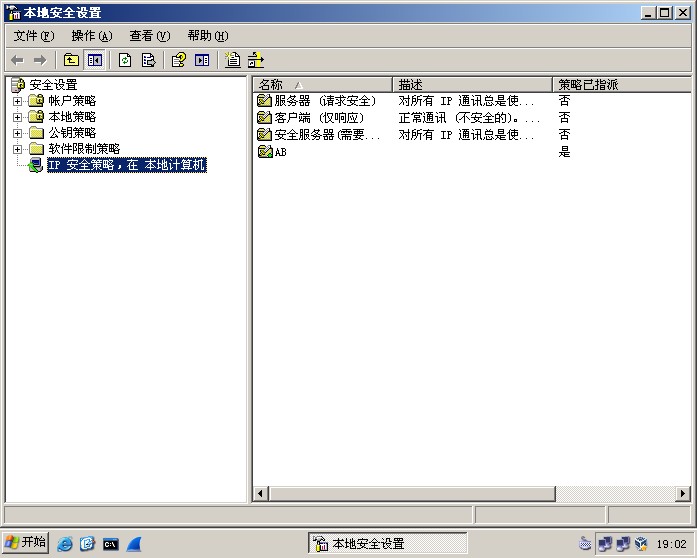 本地安全设置
文件(F) 操作(A) 查看(V) 帮助(H)
安全设置
帐户策略
本地策略
公钥策略
软件限制策略
IP 安全策略，在 本地计算机
名称 描述 策略已指派
服务器 (请求安全) 对所有 IP 通讯总是使... 否
客户端 (仅响应) 正常通讯 (不安全的)。... 否
安全服务器(需要... 对所有 IP 通讯总是使... 否
AB 是
开始 本地安全设置 19:02